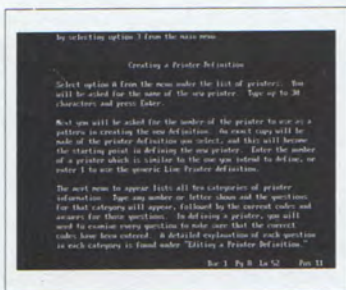 by selecting option 3 from the main menu.
Creating a Printer Definition
Select option A from the menu under the list of printers. You
will be asked for the name of the new printer. Type up to 30
characters and press Enter.
Next you will be asked for the number of the printer to use as a
pattern in creating the new definition. An exact copy will be
made of the printer definition you select, and this will become
the starting point in defining the new printer. Enter the number
of a printer which is similar to the one you intend to define, or
enter 1 to use the generic Line Printer definition.
The next menu to appear lists all ten categories of printer
information. Type any number or letter shown and the questions
for that category will appear, followed by the current codes and
answers for those questions. In defining a printer, you will
need to examine every question to make sure that the correct
codes have been entered. A detailed explanation of each question
in each category is found under "Editing a Printer Definition."
Doc 1 Pg 8 Ln 52 Pos 11